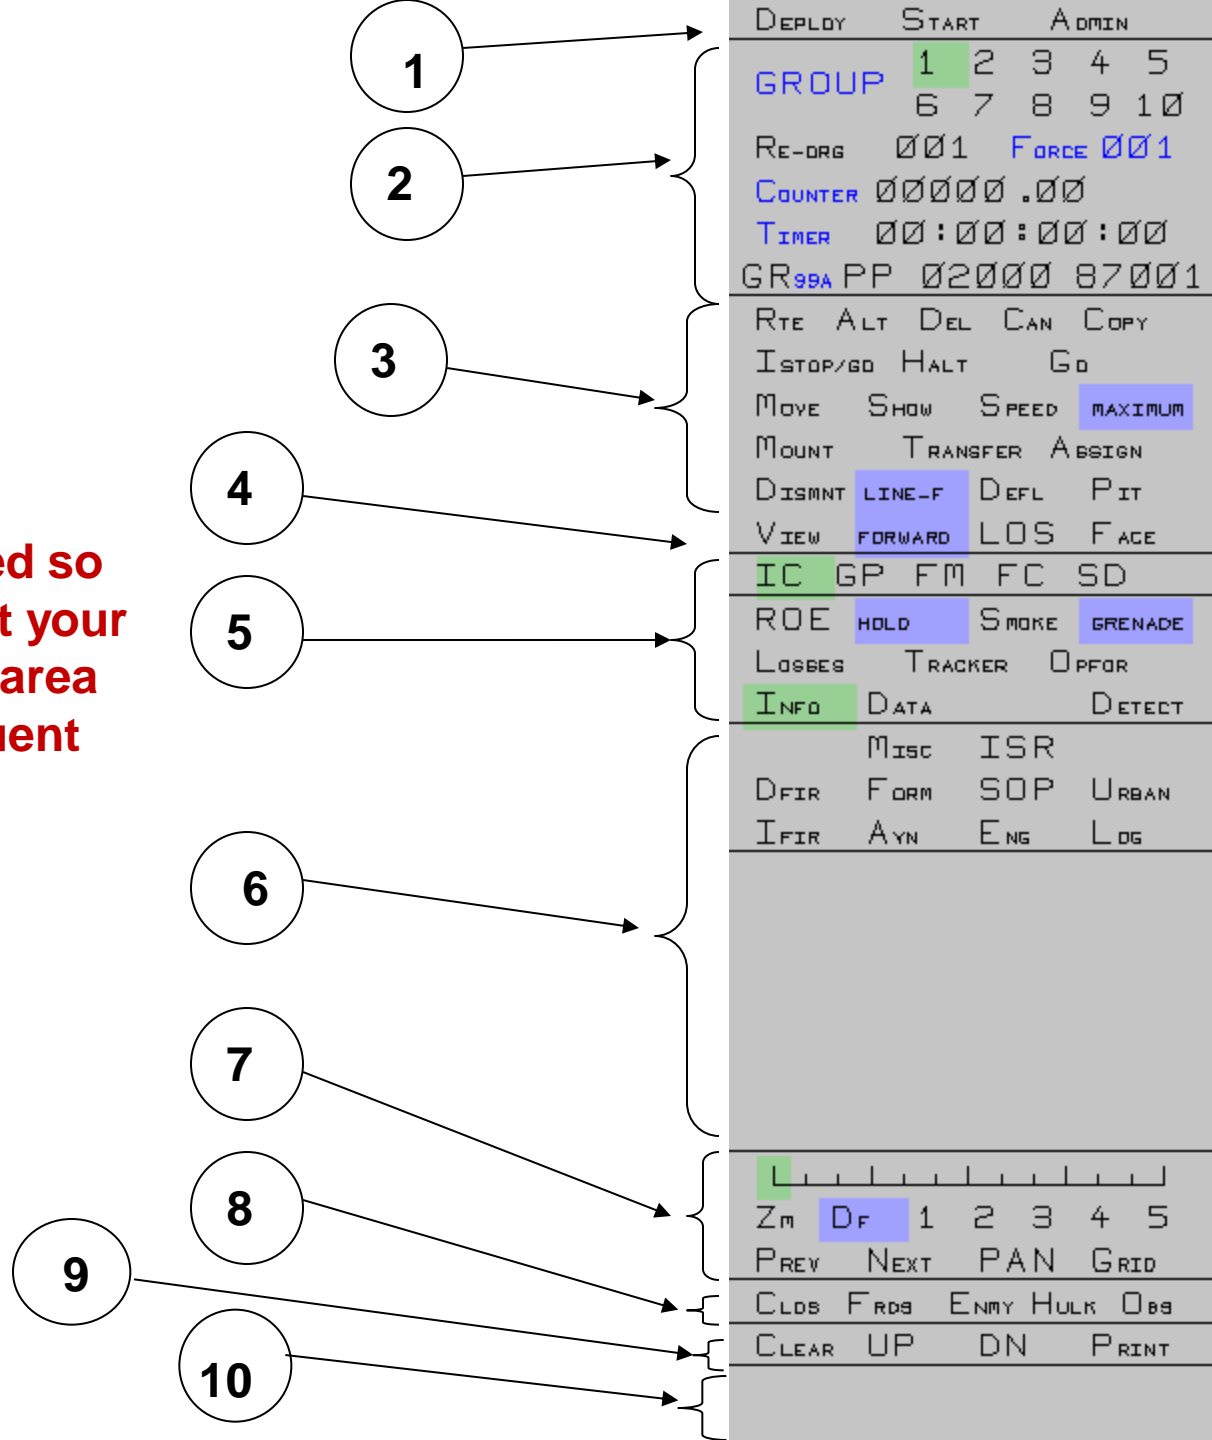 1
2
3
4
5
6
7
8
9
10
ed so
t your
area
uent
DEPLOY START ADMIN
GROUP 1 2 3 4 5
6 7 8 9 10
RE-ORG 001 FORCE 001
COUNTER 00000.00
TIMER 00:00:00:00
GR99A PP 02000 87001
RTE ALT DEL CAN COPY
ISTOP/GO HALT GO
MOVE SHOW SPEED MAXIMUM
MOUNT TRANSFER ASSIGN
DISMNT LINE-F DEFL PIT
VIEW FORWARD LOS FACE
IC GP FM FC SD
ROE HOLD SMOKE GRENADE
LOSSES TRACKER OPFOR
INFO DATA DETECT
MISC ISR
DFIR FORM SOP URBAN
IFIR AVN ENG LOG
ZM DF 1 2 3 4 5
PREV NEXT PAN GRID
CLDS FRDS ENMY HULK OBS
CLEAR UP DN PRINT